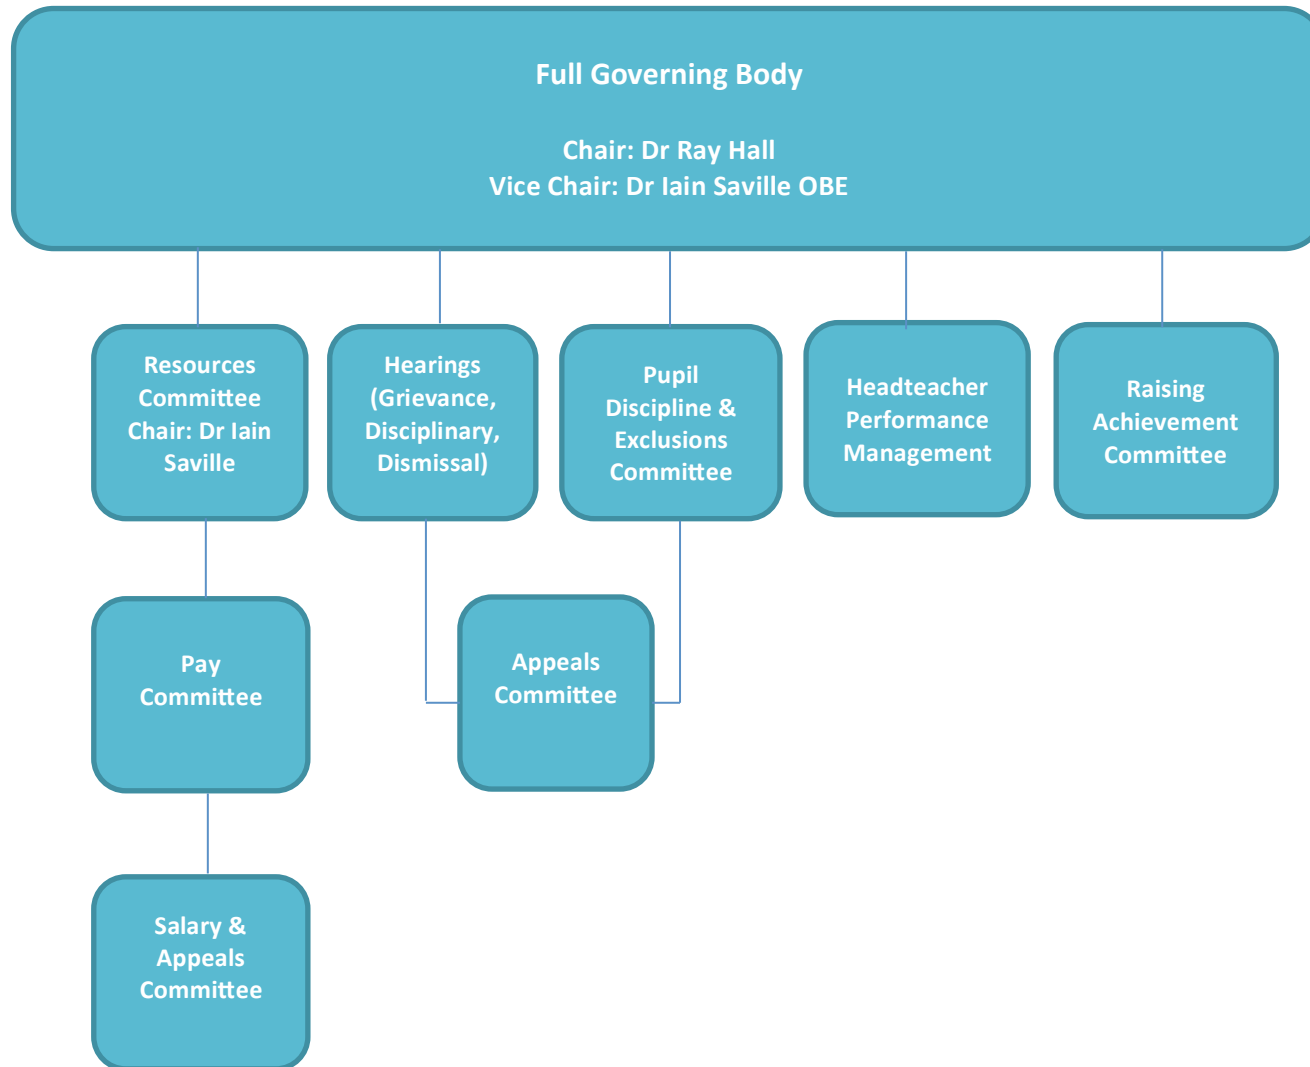 Full Governing Body
Chair: Dr Ray Hall
Vice Chair: Dr Iain Saville OBE
Resources
Committee
Chair: Dr Iain
Saville
Hearings
(Grievance,
Disciplinary,
Dismissal)
Pupil
Discipline &
Exclusions
Committee
Headteacher
Performance
Management
Raising
Achievement
Committee
Pay
Committee
Appeals
Committee
Salary &
Appeals
Committee